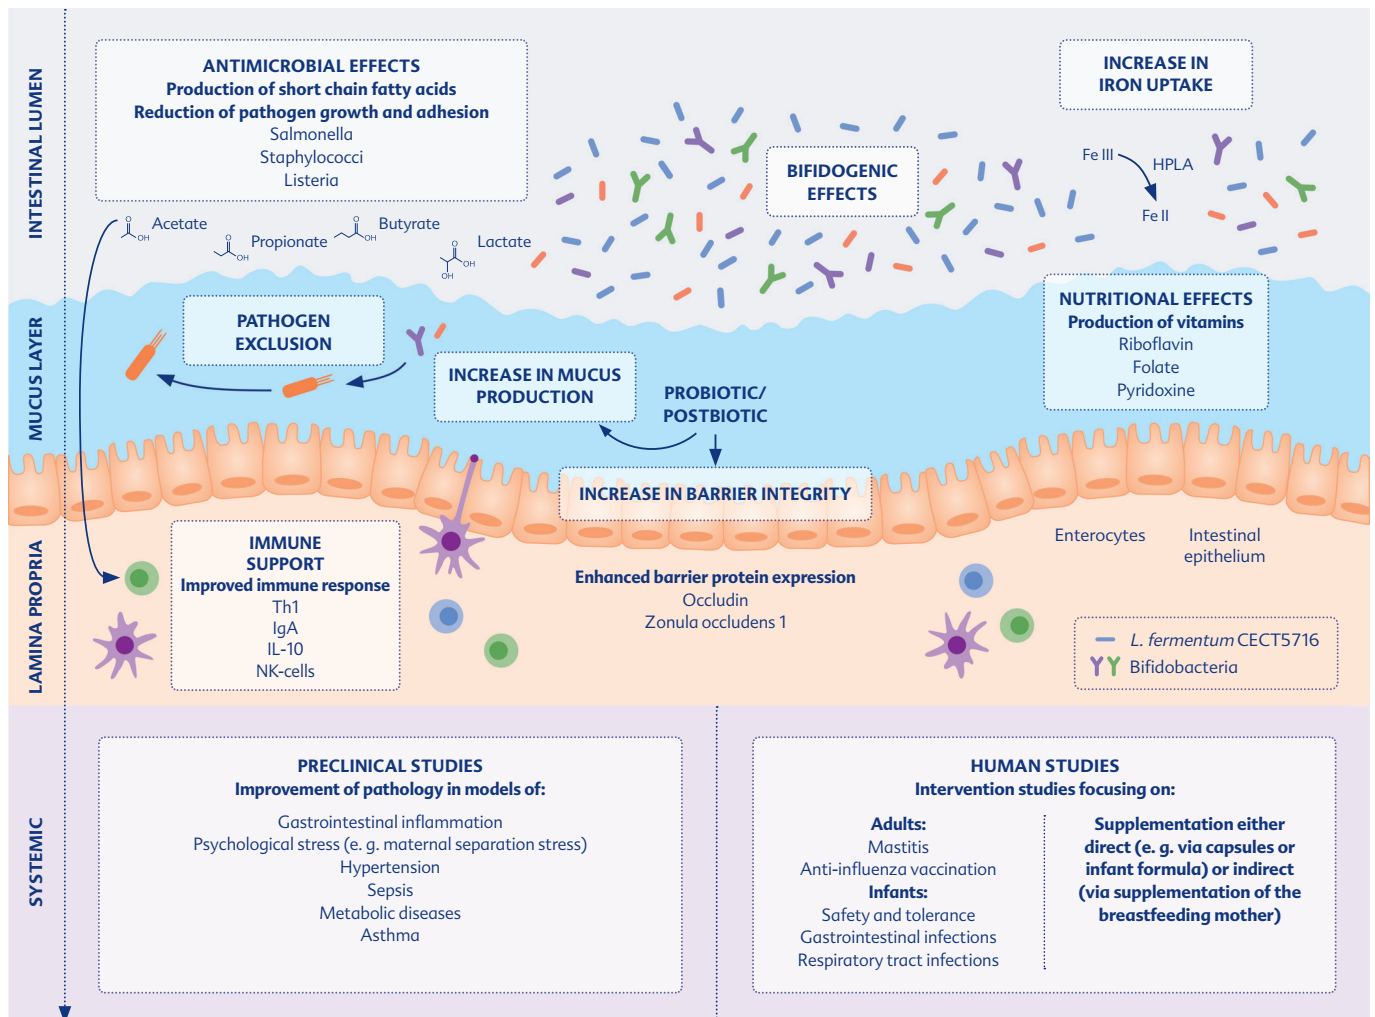 INTESTINAL LUMEN
ANTIMICROBIAL EFFECTS
Production of short chain fatty acids
Reduction of pathogen growth and adhesion
Salmonella
Staphylococci
Listeria
O
OH
Acetate
O
OH
Propionate
O
OH
Butyrate
O
OH
OH
Lactate
BIFIDOGENIC
EFFECTS
INCREASE IN
IRON UPTAKE
Fe III
HPLA
Fe II
MUCUS LAYER
PATHOGEN
EXCLUSION
INCREASE IN MUCUS
PRODUCTION
PROBIOTIC/
POSTBIOTIC
NUTRITIONAL EFFECTS
Production of vitamins
Riboflavin
Folate
Pyridoxine
INCREASE IN BARRIER INTEGRITY
LAMINA PROPRIA
IMMUNE
SUPPORT
Improved immune response
Th1
IgA
IL-10
NK-cells
Enhanced barrier protein expression
Occludin
Zonula occludens 1
Enterocytes
Intestinal
epithelium
L. fermentum CECT5716
Bifidobacteria
SYSTEMIC
PRECLINICAL STUDIES
Improvement of pathology in models of:
Gastrointestinal inflammation
Psychological stress (e. g. maternal separation stress)
Hypertension
Sepsis
Metabolic diseases
Asthma
HUMAN STUDIES
Intervention studies focusing on:
Adults:
Mastitis
Anti-influenza vaccination
Infants:
Safety and tolerance
Gastrointestinal infections
Respiratory tract infections
Supplementation either
direct (e. g. via capsules or
infant formula) or indirect
(via supplementation of the
breastfeeding mother)